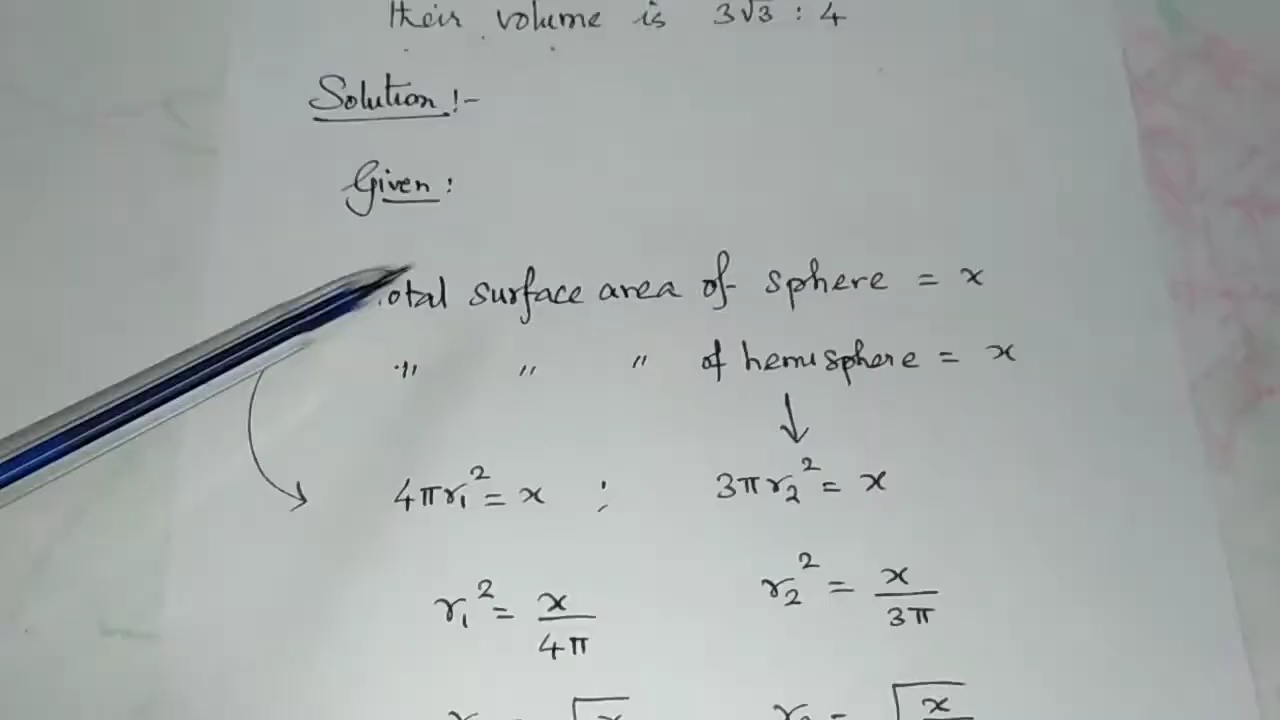 their volume is 3√3 : 4
Solution :-
Given :
Total surface area of sphere = x
" " " of hemisphere = x
4πr₁² = x ; 3πr₂² = x
r₁² = x/4π r₂² = x/3π